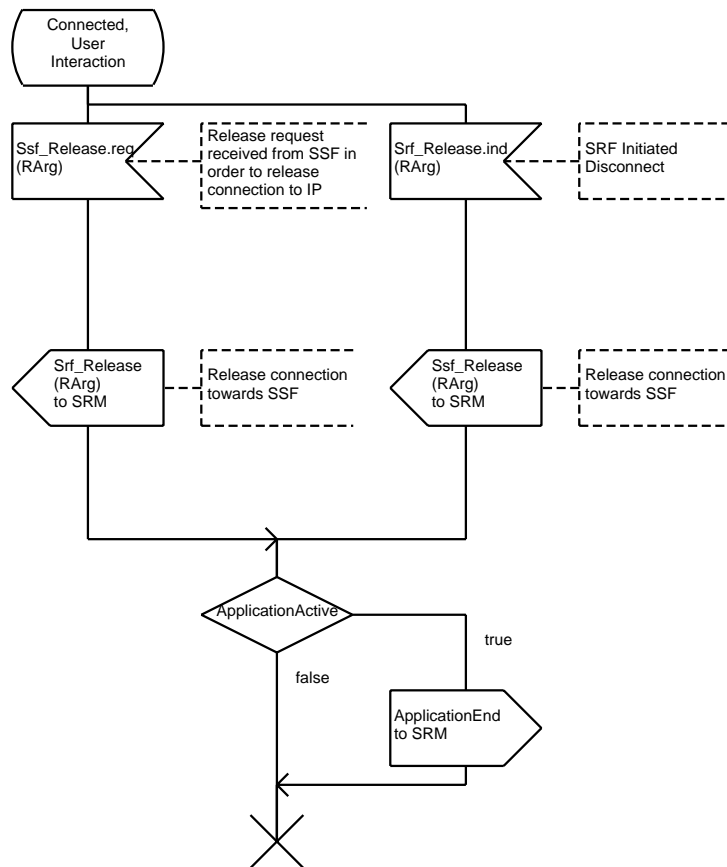 Connected,
User
Interaction
Ssf_Release.req
(RArg)
Release request
received from SSF in
order to release
connection to IP
Srf_Release.ind
(RArg)
SRF Initiated
Disconnect
Srf_Release
(RArg)
to SRM
Release connection
towards SSF
Ssf_Release
(RArg)
to SRM
Release connection
towards SSF
ApplicationActive
true
false
ApplicationEnd
to SRM